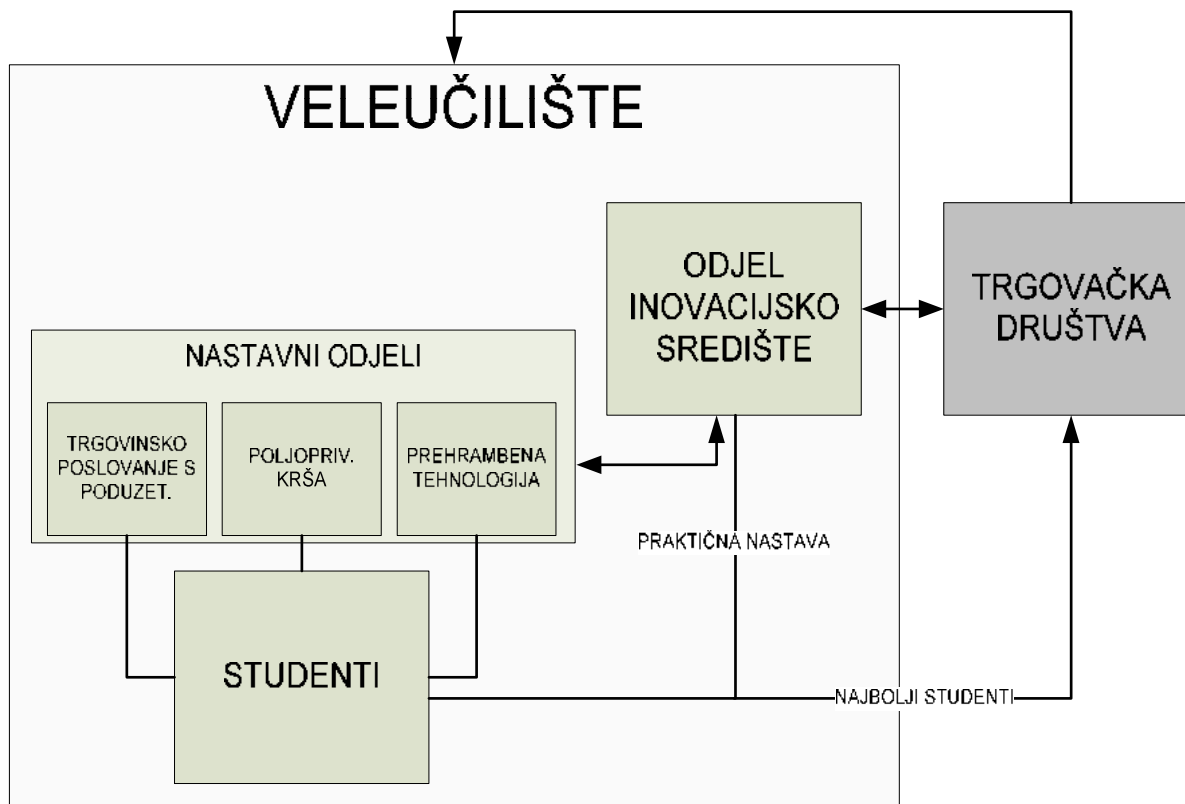 VELEUČILIŠTE
ODJEL
INOVACIJSKO
SREDIŠTE
TRGOVAČKA
DRUŠTVA
NASTAVNI ODJELI
TRGOVINSKO
POSLOVANJE S
PODUZET.
POLJOPRIV.
KRŠA
PREHRAMBENA
TEHNOLOGIJA
PRAKTIČNA NASTAVA
STUDENTI
NAJBOLJI STUDENTI